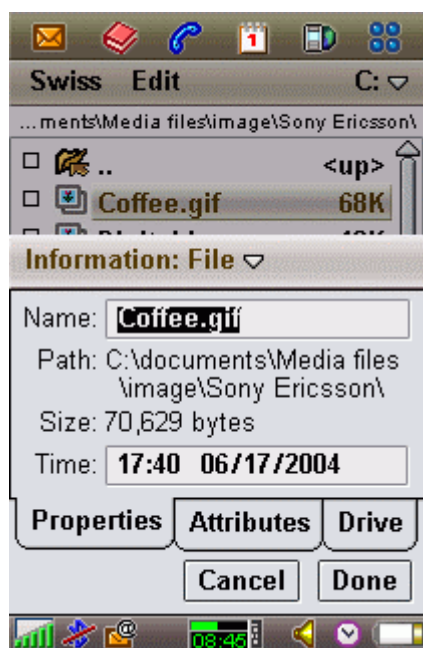 1
Swiss Edit C:
...ments\Media files\image\Sony Ericsson\
.. <up>
Coffee.gif 68K
Information: File
Name: Coffee.gif
Path: C:\documents\Media files
\image\Sony Ericsson\
Size: 70,629 bytes
Time: 17:40 06/17/2004
Properties Attributes Drive
Cancel Done
@ 08:45